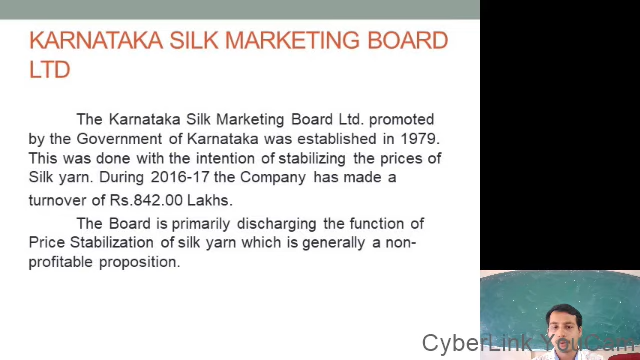 KARNATAKA SILK MARKETING BOARD
LTD
The Karnataka Silk Marketing Board Ltd. promoted
by the Government of Karnataka was established in 1979.
This was done with the intention of stabilizing the prices of
Silk yarn. During 2016-17 the Company has made a
turnover of Rs.842.00 Lakhs.
The Board is primarily discharging the function of
Price Stabilization of silk yarn which is generally a non-
profitable proposition.
CyberLink YouCam